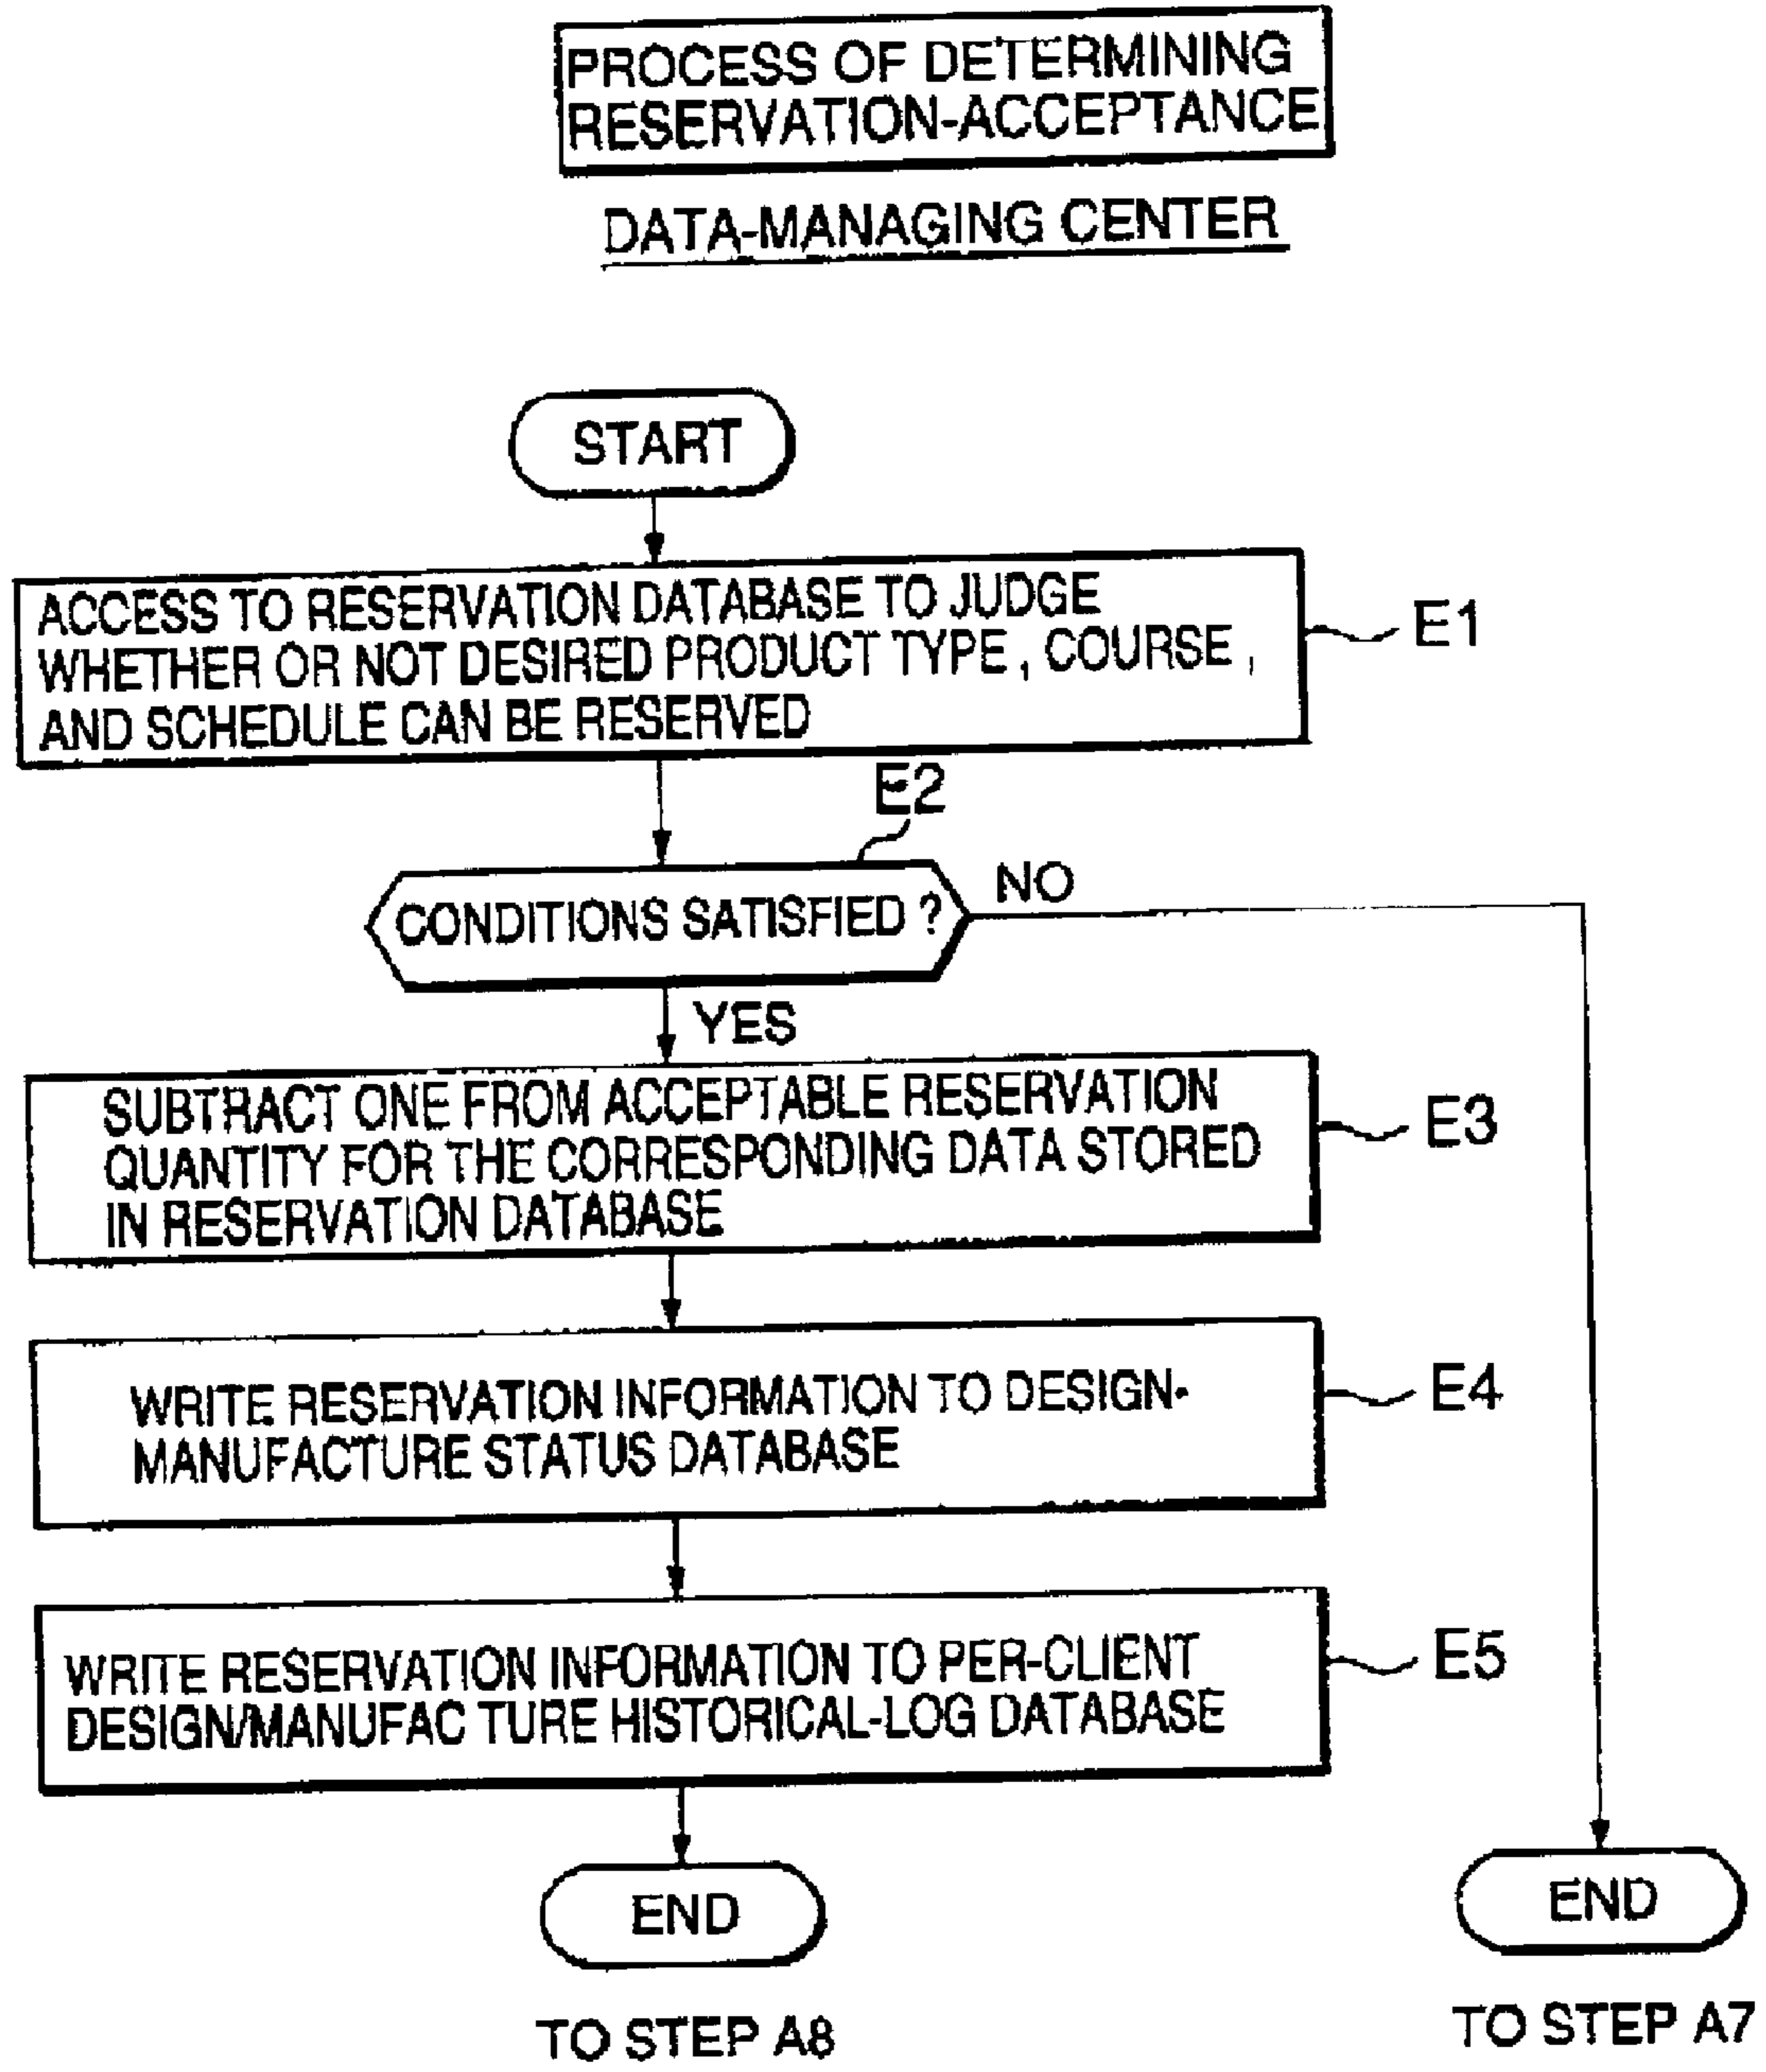 PROCESS OF DETERMINING
RESERVATION-ACCEPTANCE
DATA-MANAGING CENTER
START
ACCESS TO RESERVATION DATABASE TO JUDGE
WHETHER OR NOT DESIRED PRODUCT TYPE, COURSE,
AND SCHEDULE CAN BE RESERVED
E1
E2
CONDITIONS SATISFIED ?
NO
YES
SUBTRACT ONE FROM ACCEPTABLE RESERVATION
QUANTITY FOR THE CORRESPONDING DATA STORED
IN RESERVATION DATABASE
E3
WRITE RESERVATION INFORMATION TO DESIGN-
MANUFACTURE STATUS DATABASE
E4
WRITE RESERVATION INFORMATION TO PER-CLIENT
DESIGN/MANUFAC TURE HISTORICAL-LOG DATABASE
E5
END
END
TO STEP A8
TO STEP A7